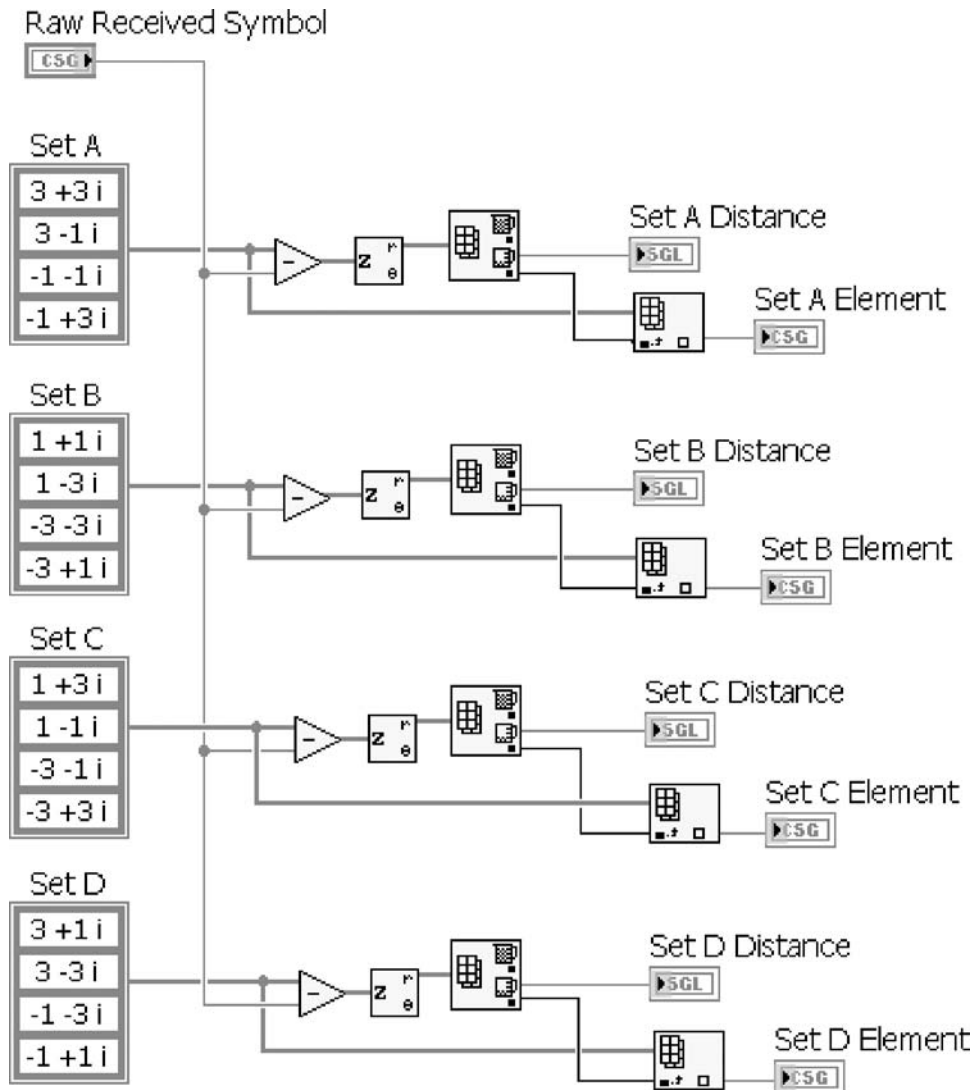 Raw Received Symbol
CSG
Set A
3 +3 i
3 -1 i
-1 -1 i
-1 +3 i
z r θ
Set A Distance
SGL
Set A Element
CSG
Set B
1 +1 i
1 -3 i
-3 -3 i
-3 +1 i
z r θ
Set B Distance
SGL
Set B Element
CSG
Set C
1 +3 i
1 -1 i
-3 -1 i
-3 +3 i
z r θ
Set C Distance
SGL
Set C Element
CSG
Set D
3 +1 i
3 -3 i
-1 -3 i
-1 +1 i
z r θ
Set D Distance
SGL
Set D Element
CSG